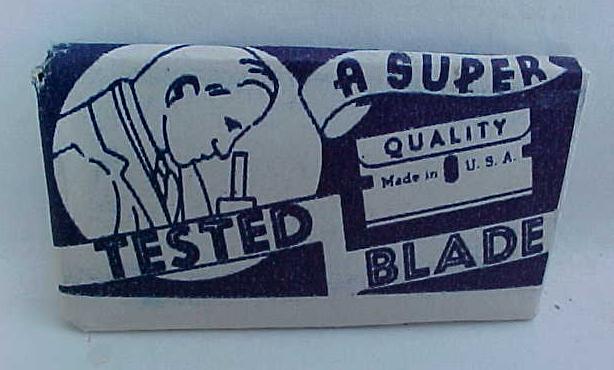 A SUPER
QUALITY
Made in U.S.A.
TESTED
BLADE